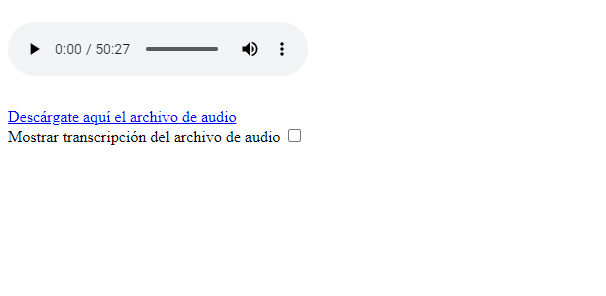 0:00 / 50:27
Descárgate aquí el archivo de audio
Mostrar transcripción del archivo de audio